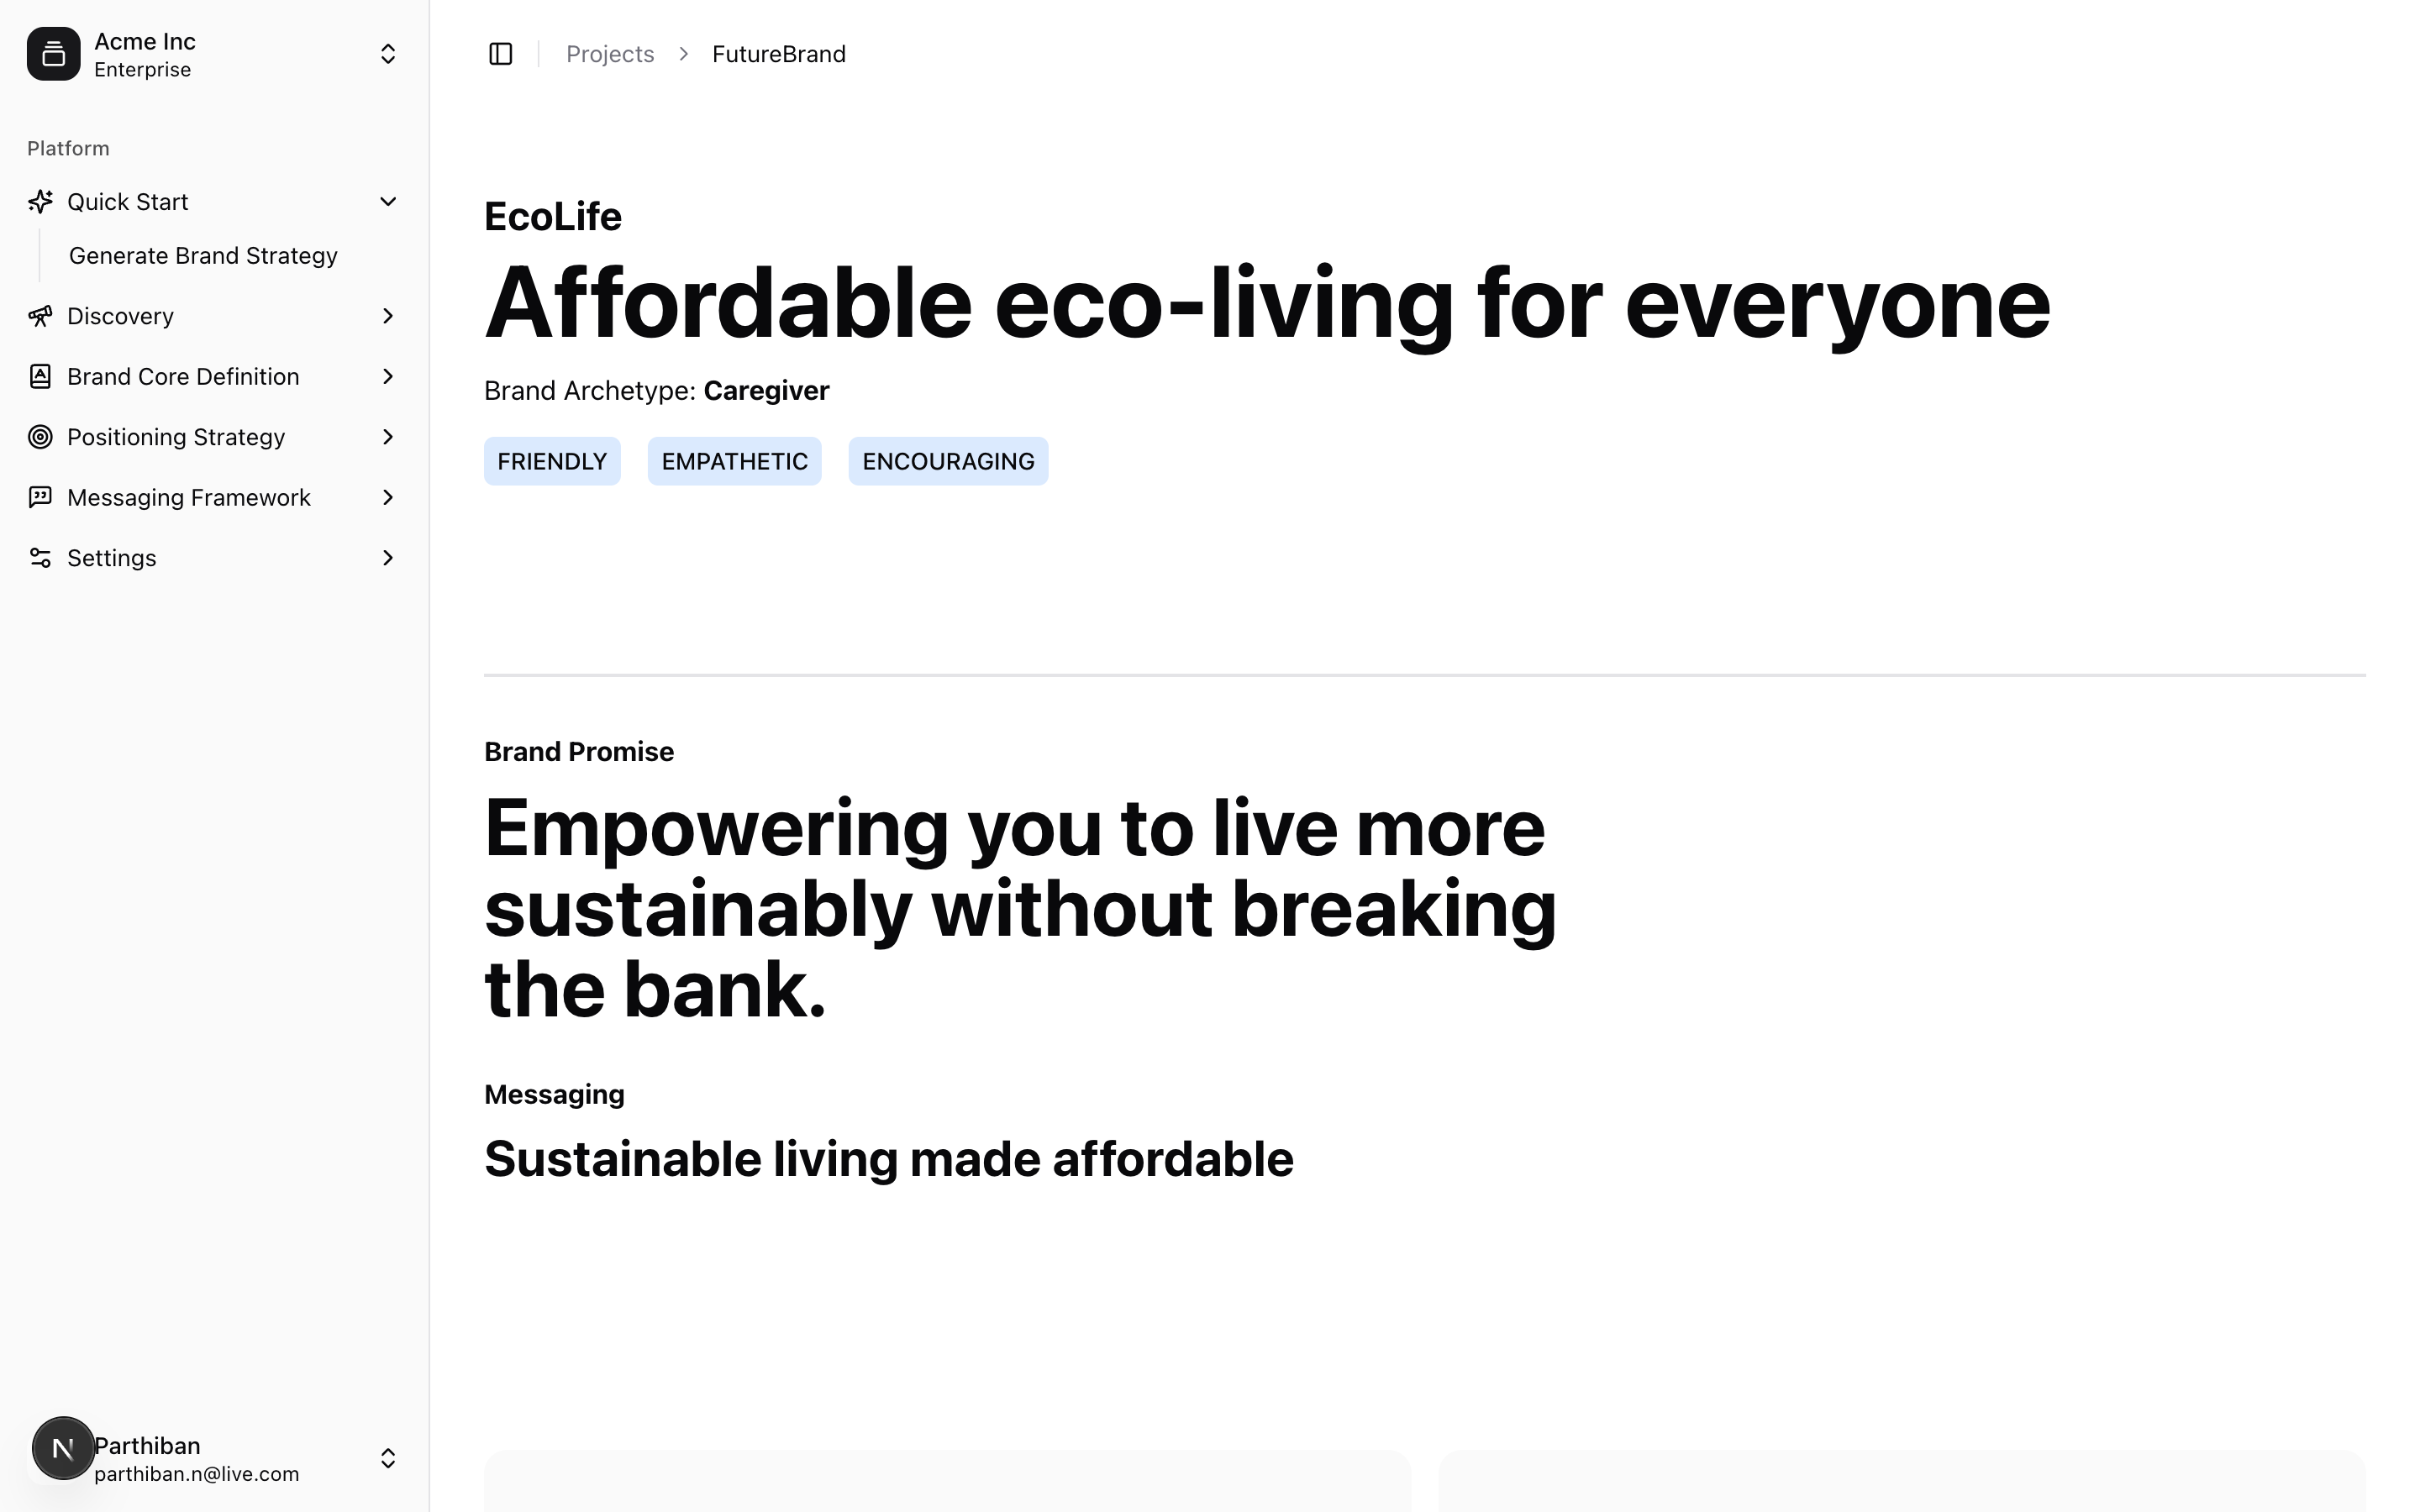 Acme Inc
Enterprise
Platform
Quick Start
Generate Brand Strategy
Discovery
Brand Core Definition
Positioning Strategy
Messaging Framework
Settings
N
Parthiban
parthiban.n@live.com
Projects > FutureBrand
EcoLife
Affordable eco-living for everyone
Brand Archetype: Caregiver
FRIENDLY EMPATHETIC ENCOURAGING
Brand Promise
Empowering you to live more
sustainably without breaking
the bank.
Messaging
Sustainable living made affordable